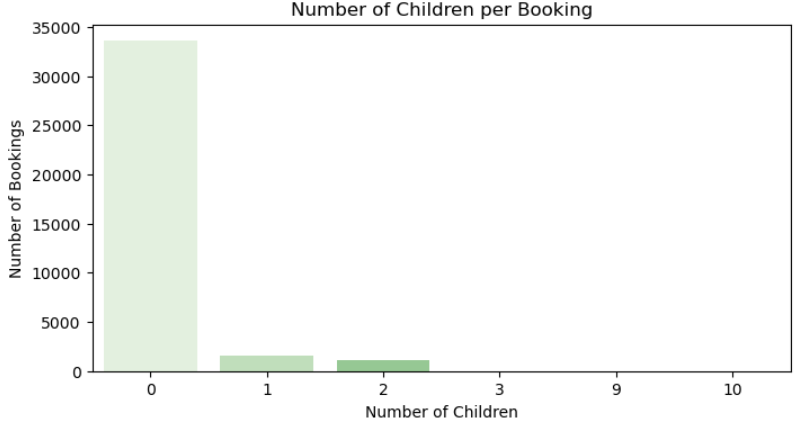 Number of Children per Booking
Number of Bookings
35000
30000
25000
20000
15000
10000
5000
0
0 1 2 3 9 10
Number of Children